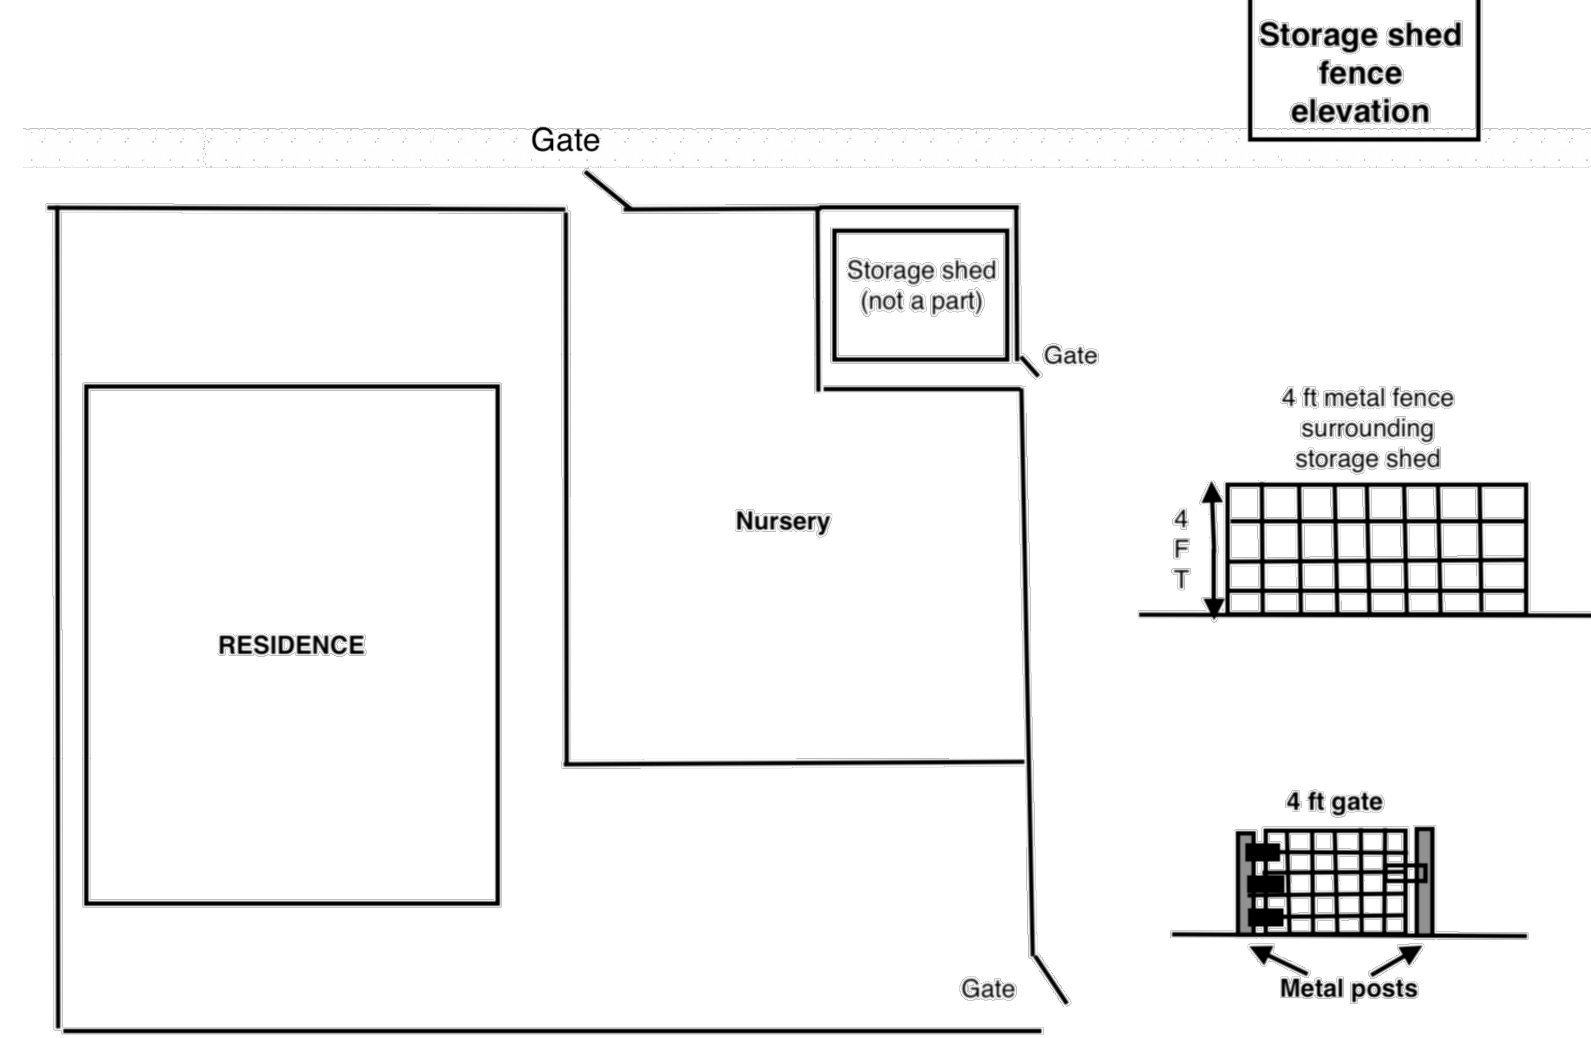 Storage shed
fence
elevation
Gate
Storage shed
(not a part)
Gate
4 ft metal fence
surrounding
storage shed
4
F
T
Nursery
RESIDENCE
4 ft gate
Gate
Metal posts